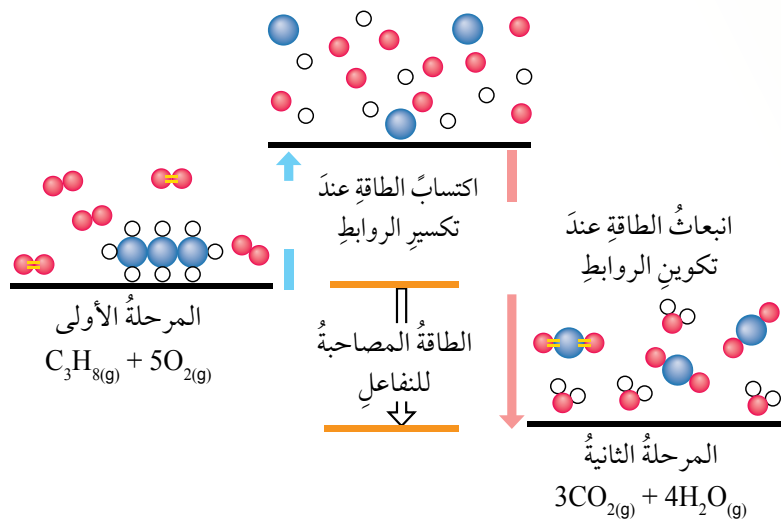 اكتسابً الطاقةِ عندَ
تكسيرِ الروابطِ
انبعاثُ الطاقةِ عندَ
تكوينِ الروابطِ
المرحلةُ الأولى
C₃H₈(g) + 5O₂(g)
الطاقةُ المصاحبةُ
للنفاعلِ
المرحلةُ الثانيةُ
3CO₂(g) + 4H₂O(g)